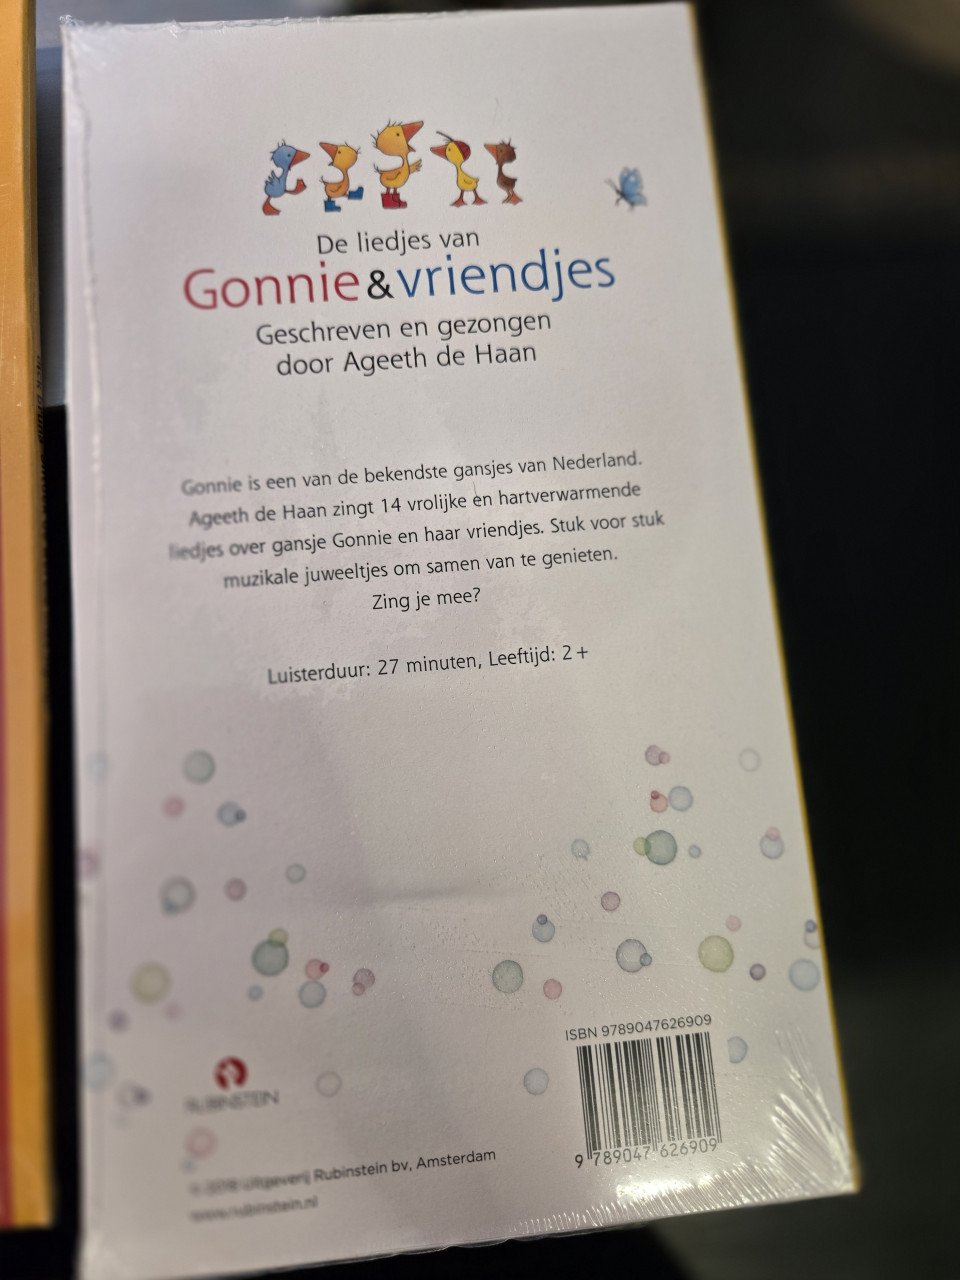 De liedjes van
Gonnie & vriendjes
Geschreven en gezongen
door Ageeth de Haan
Gonnie is een van de bekendste gansjes van Nederland.
Ageeth de Haan zingt 14 vrolijke en hartverwarmende
liedjes over gansje Gonnie en haar vriendjes. Stuk voor stuk
muzikale juweeltjes om samen van te genieten.
Zing je mee?
Luisterduur: 27 minuten, Leeftijd: 2+
ISBN 9789047626909
9 789047 626909
RUBINSTEIN
Uitgeverij Rubinstein bv, Amsterdam
www.rubinstein.nl